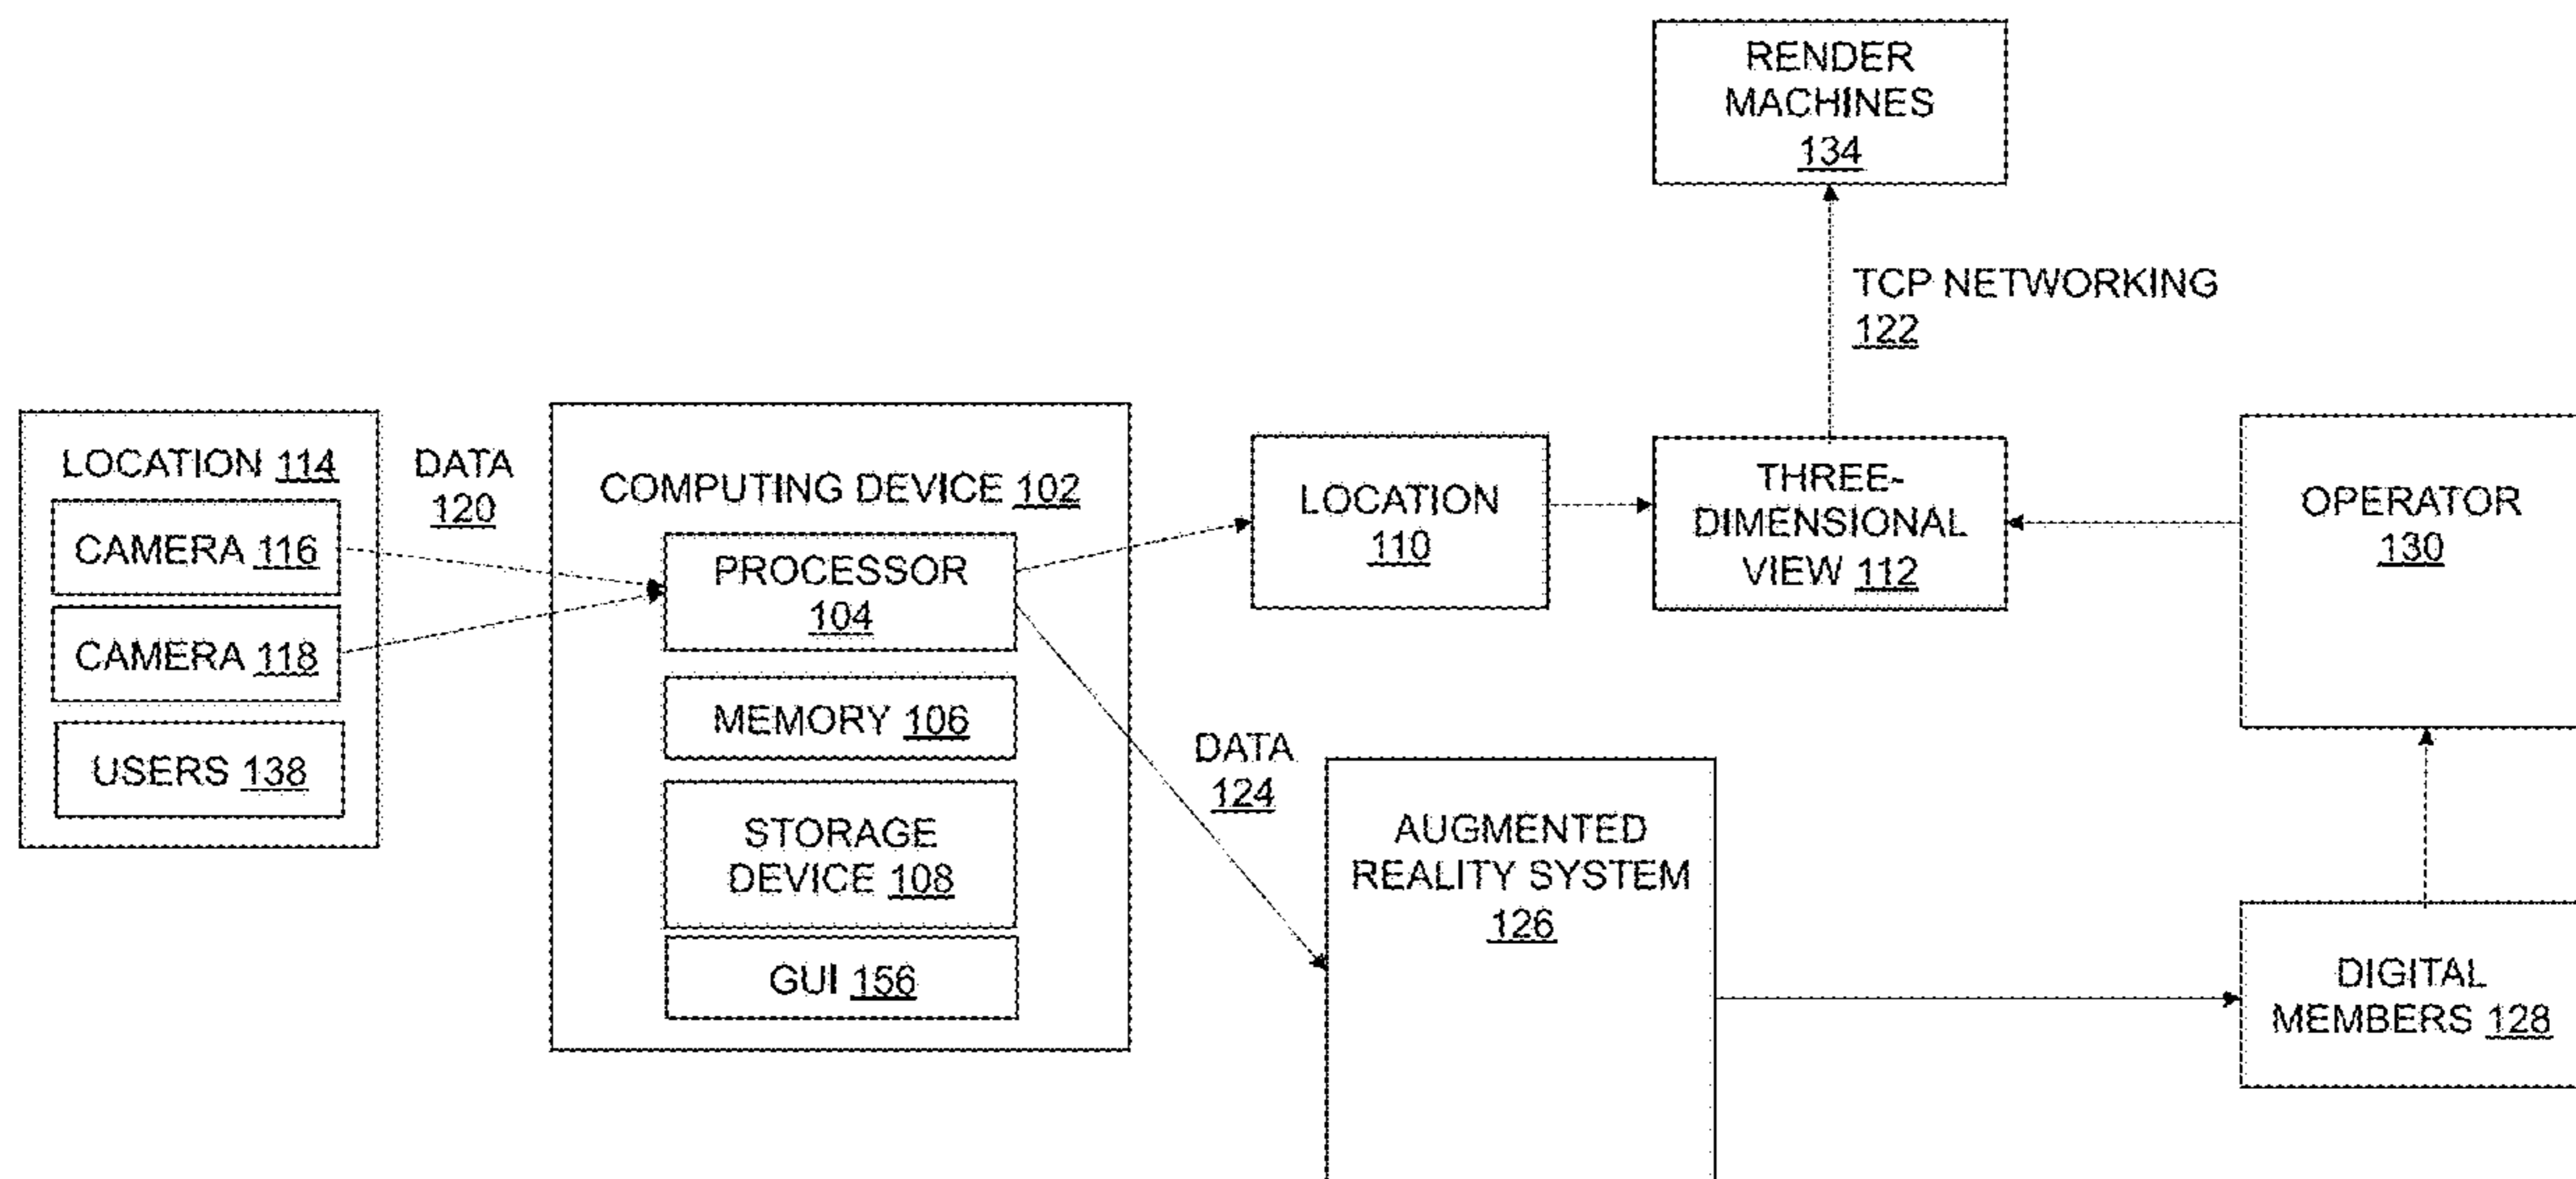 RENDER
MACHINES
134
TCP NETWORKING
122
LOCATION 114
CAMERA 116
CAMERA 118
USERS 138
DATA
120
COMPUTING DEVICE 102
PROCESSOR
104
MEMORY 106
STORAGE
DEVICE 108
GUI 156
LOCATION
110
THREE-
DIMENSIONAL
VIEW 112
OPERATOR
130
DATA
124
AUGMENTED
REALITY SYSTEM
126
DIGITAL
MEMBERS 128